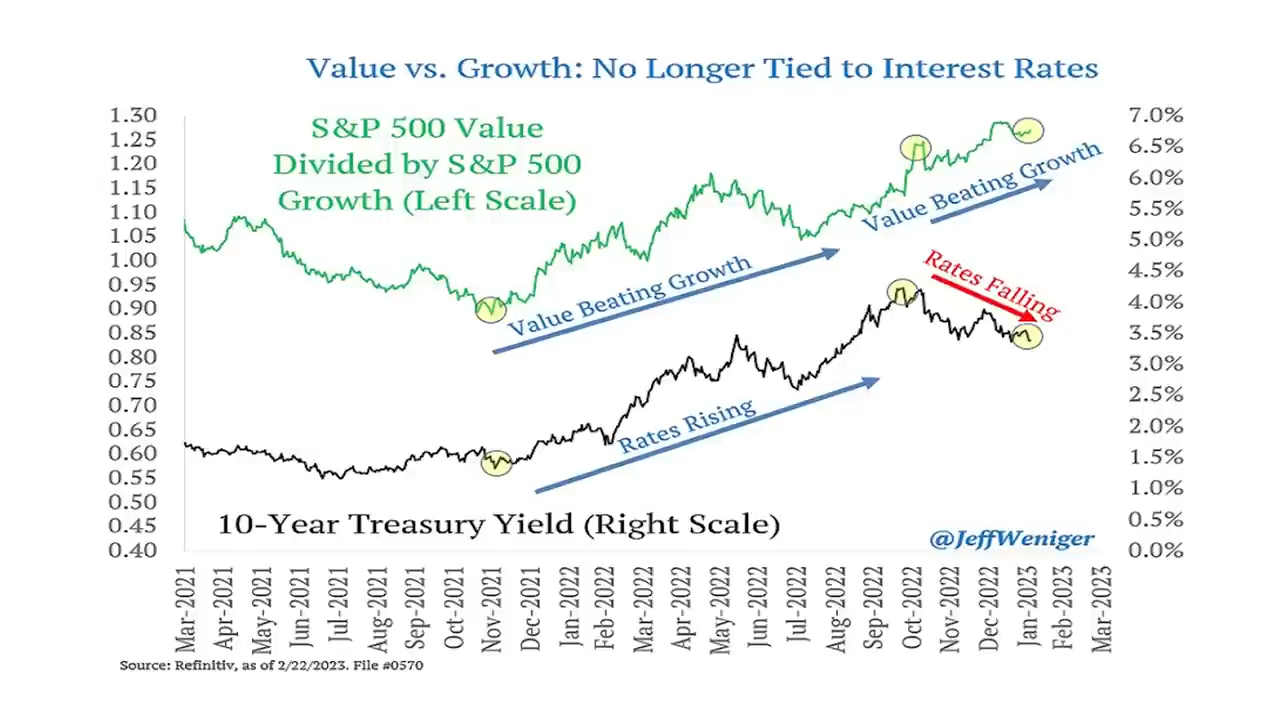 Value vs. Growth: No Longer Tied to Interest Rates
S&P 500 Value
Divided by S&P 500
Growth (Left Scale)
1.30
1.25
1.20
1.15
1.10
1.05
1.00
0.95
0.90
0.85
0.80
0.75
0.70
0.65
0.60
0.55
0.50
0.45
0.40
7.0%
6.5%
6.0%
5.5%
5.0%
4.5%
4.0%
3.5%
3.0%
2.5%
2.0%
1.5%
1.0%
0.5%
0.0%
Value Beating Growth
Value Beating Growth
Rates Falling
Rates Rising
10-Year Treasury Yield (Right Scale)
@JeffWeniger
Mar-2021
Apr-2021
May-2021
Jun-2021
Jul-2021
Aug-2021
Sep-2021
Oct-2021
Nov-2021
Dec-2021
Jan-2022
Feb-2022
Mar-2022
Apr-2022
May-2022
Jun-2022
Jul-2022
Aug-2022
Sep-2022
Oct-2022
Nov-2022
Dec-2022
Jan-2023
Feb-2023
Mar-2023
Source: Refinitiv, as of 2/22/2023. File #0570